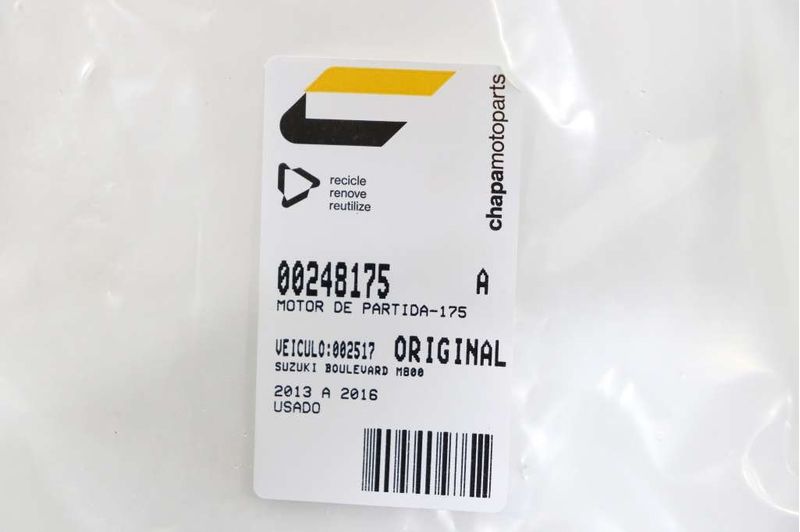 chapamotoparts
recicle
renove
reutilize
00248175 A
MOTOR DE PARTIDA-175
VEICULO:002517 ORIGINAL
SUZUKI BOULEVARD M800
2013 A 2016
USADO